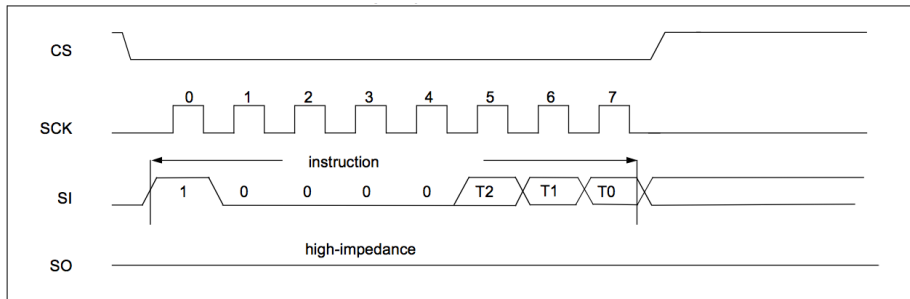 CS
0 1 2 3 4 5 6 7
SCK
instruction
SI 1 0 0 0 0 T2 T1 T0
high-impedance
SO